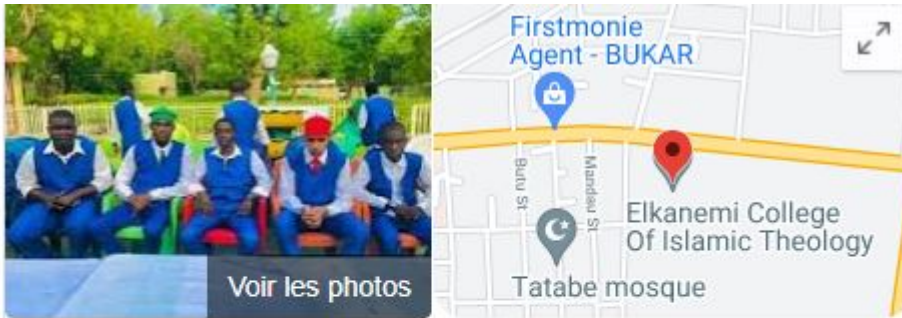 Voir les photos
Firstmonie
Agent - BUKAR
Butu St
Mandau St
Elkanemi College
Of Islamic Theology
Tatabe mosque